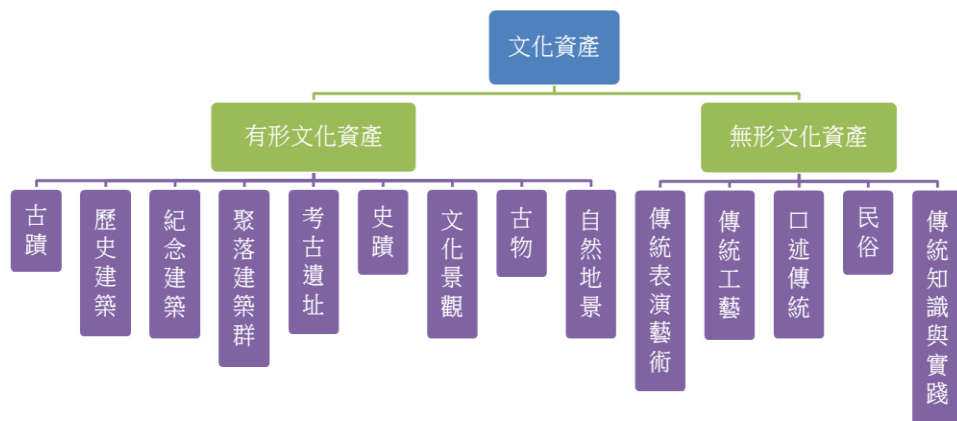 文化資產
有形文化資產
無形文化資產
古蹟
歷史建築
紀念建築
聚落建築群
考古遺址
史蹟
文化景觀
古物
自然地景
傳統表演藝術
傳統工藝
口述傳統
民俗
傳統知識與實踐